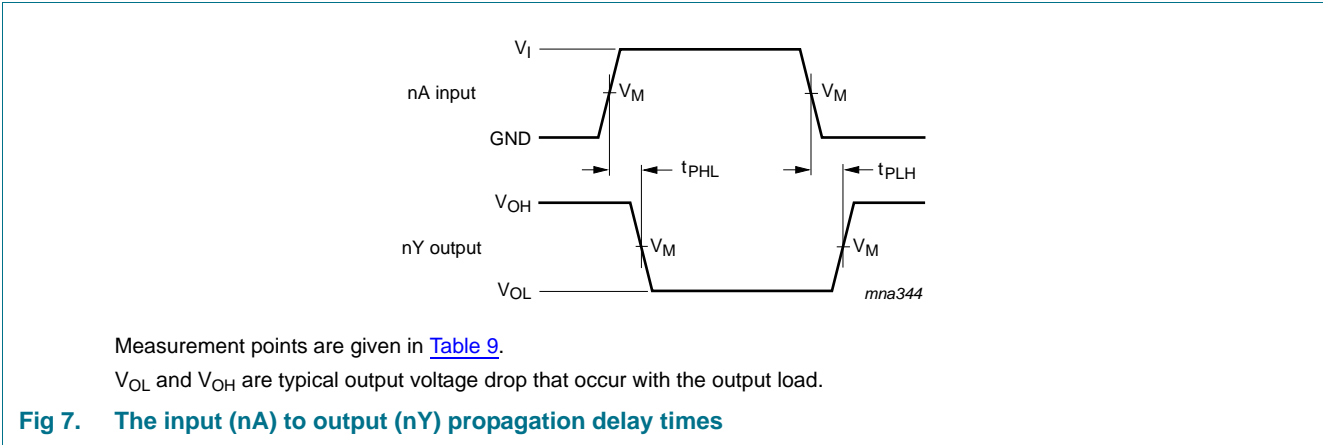 VI
nA input
VM
VM
GND
tPHL
tPLH
VOH
nY output
VM
VM
VOL
mna344
Measurement points are given in Table 9.
VOL and VOH are typical output voltage drop that occur with the output load.
Fig 7. The input (nA) to output (nY) propagation delay times